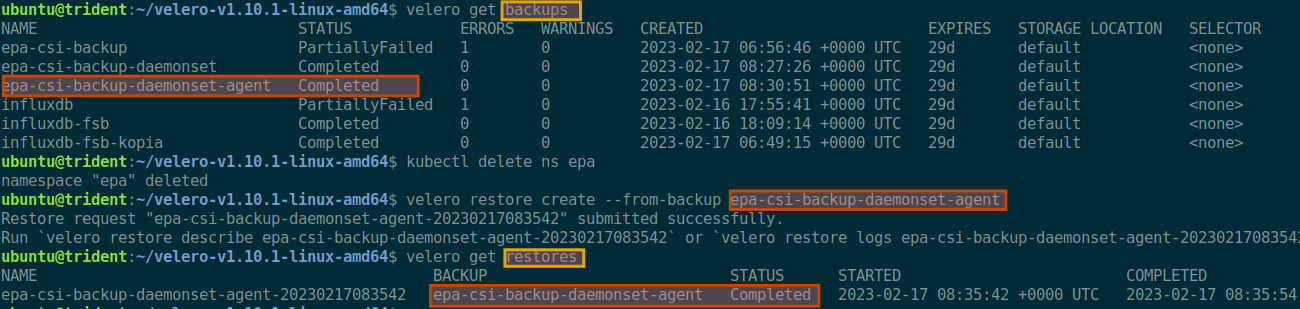 ubuntu@trident:~/velero-v1.10.1-linux-amd64$ velero get backups
NAME STATUS ERRORS WARNINGS CREATED EXPIRES STORAGE LOCATION SELECTOR
epa-csi-backup PartiallyFailed 1 0 2023-02-17 06:56:46 +0000 UTC 29d default <none>
epa-csi-backup-daemonset Completed 0 0 2023-02-17 08:27:26 +0000 UTC 29d default <none>
epa-csi-backup-daemonset-agent Completed 0 0 2023-02-17 08:30:51 +0000 UTC 29d default <none>
influxdb PartiallyFailed 1 0 2023-02-16 17:55:41 +0000 UTC 29d default <none>
influxdb-fsb Completed 0 0 2023-02-16 18:09:14 +0000 UTC 29d default <none>
influxdb-fsb-kopia Completed 0 0 2023-02-17 06:49:15 +0000 UTC 29d default <none>
ubuntu@trident:~/velero-v1.10.1-linux-amd64$ kubectl delete ns epa
namespace "epa" deleted
ubuntu@trident:~/velero-v1.10.1-linux-amd64$ velero restore create --from-backup epa-csi-backup-daemonset-agent
Restore request "epa-csi-backup-daemonset-agent-20230217083542" submitted successfully.
Run `velero restore describe epa-csi-backup-daemonset-agent-20230217083542` or `velero restore logs epa-csi-backup-daemonset-agent-20230217083542
ubuntu@trident:~/velero-v1.10.1-linux-amd64$ velero get restores
NAME BACKUP STATUS STARTED COMPLETED
epa-csi-backup-daemonset-agent-20230217083542 epa-csi-backup-daemonset-agent Completed 2023-02-17 08:35:42 +0000 UTC 2023-02-17 08:35:54